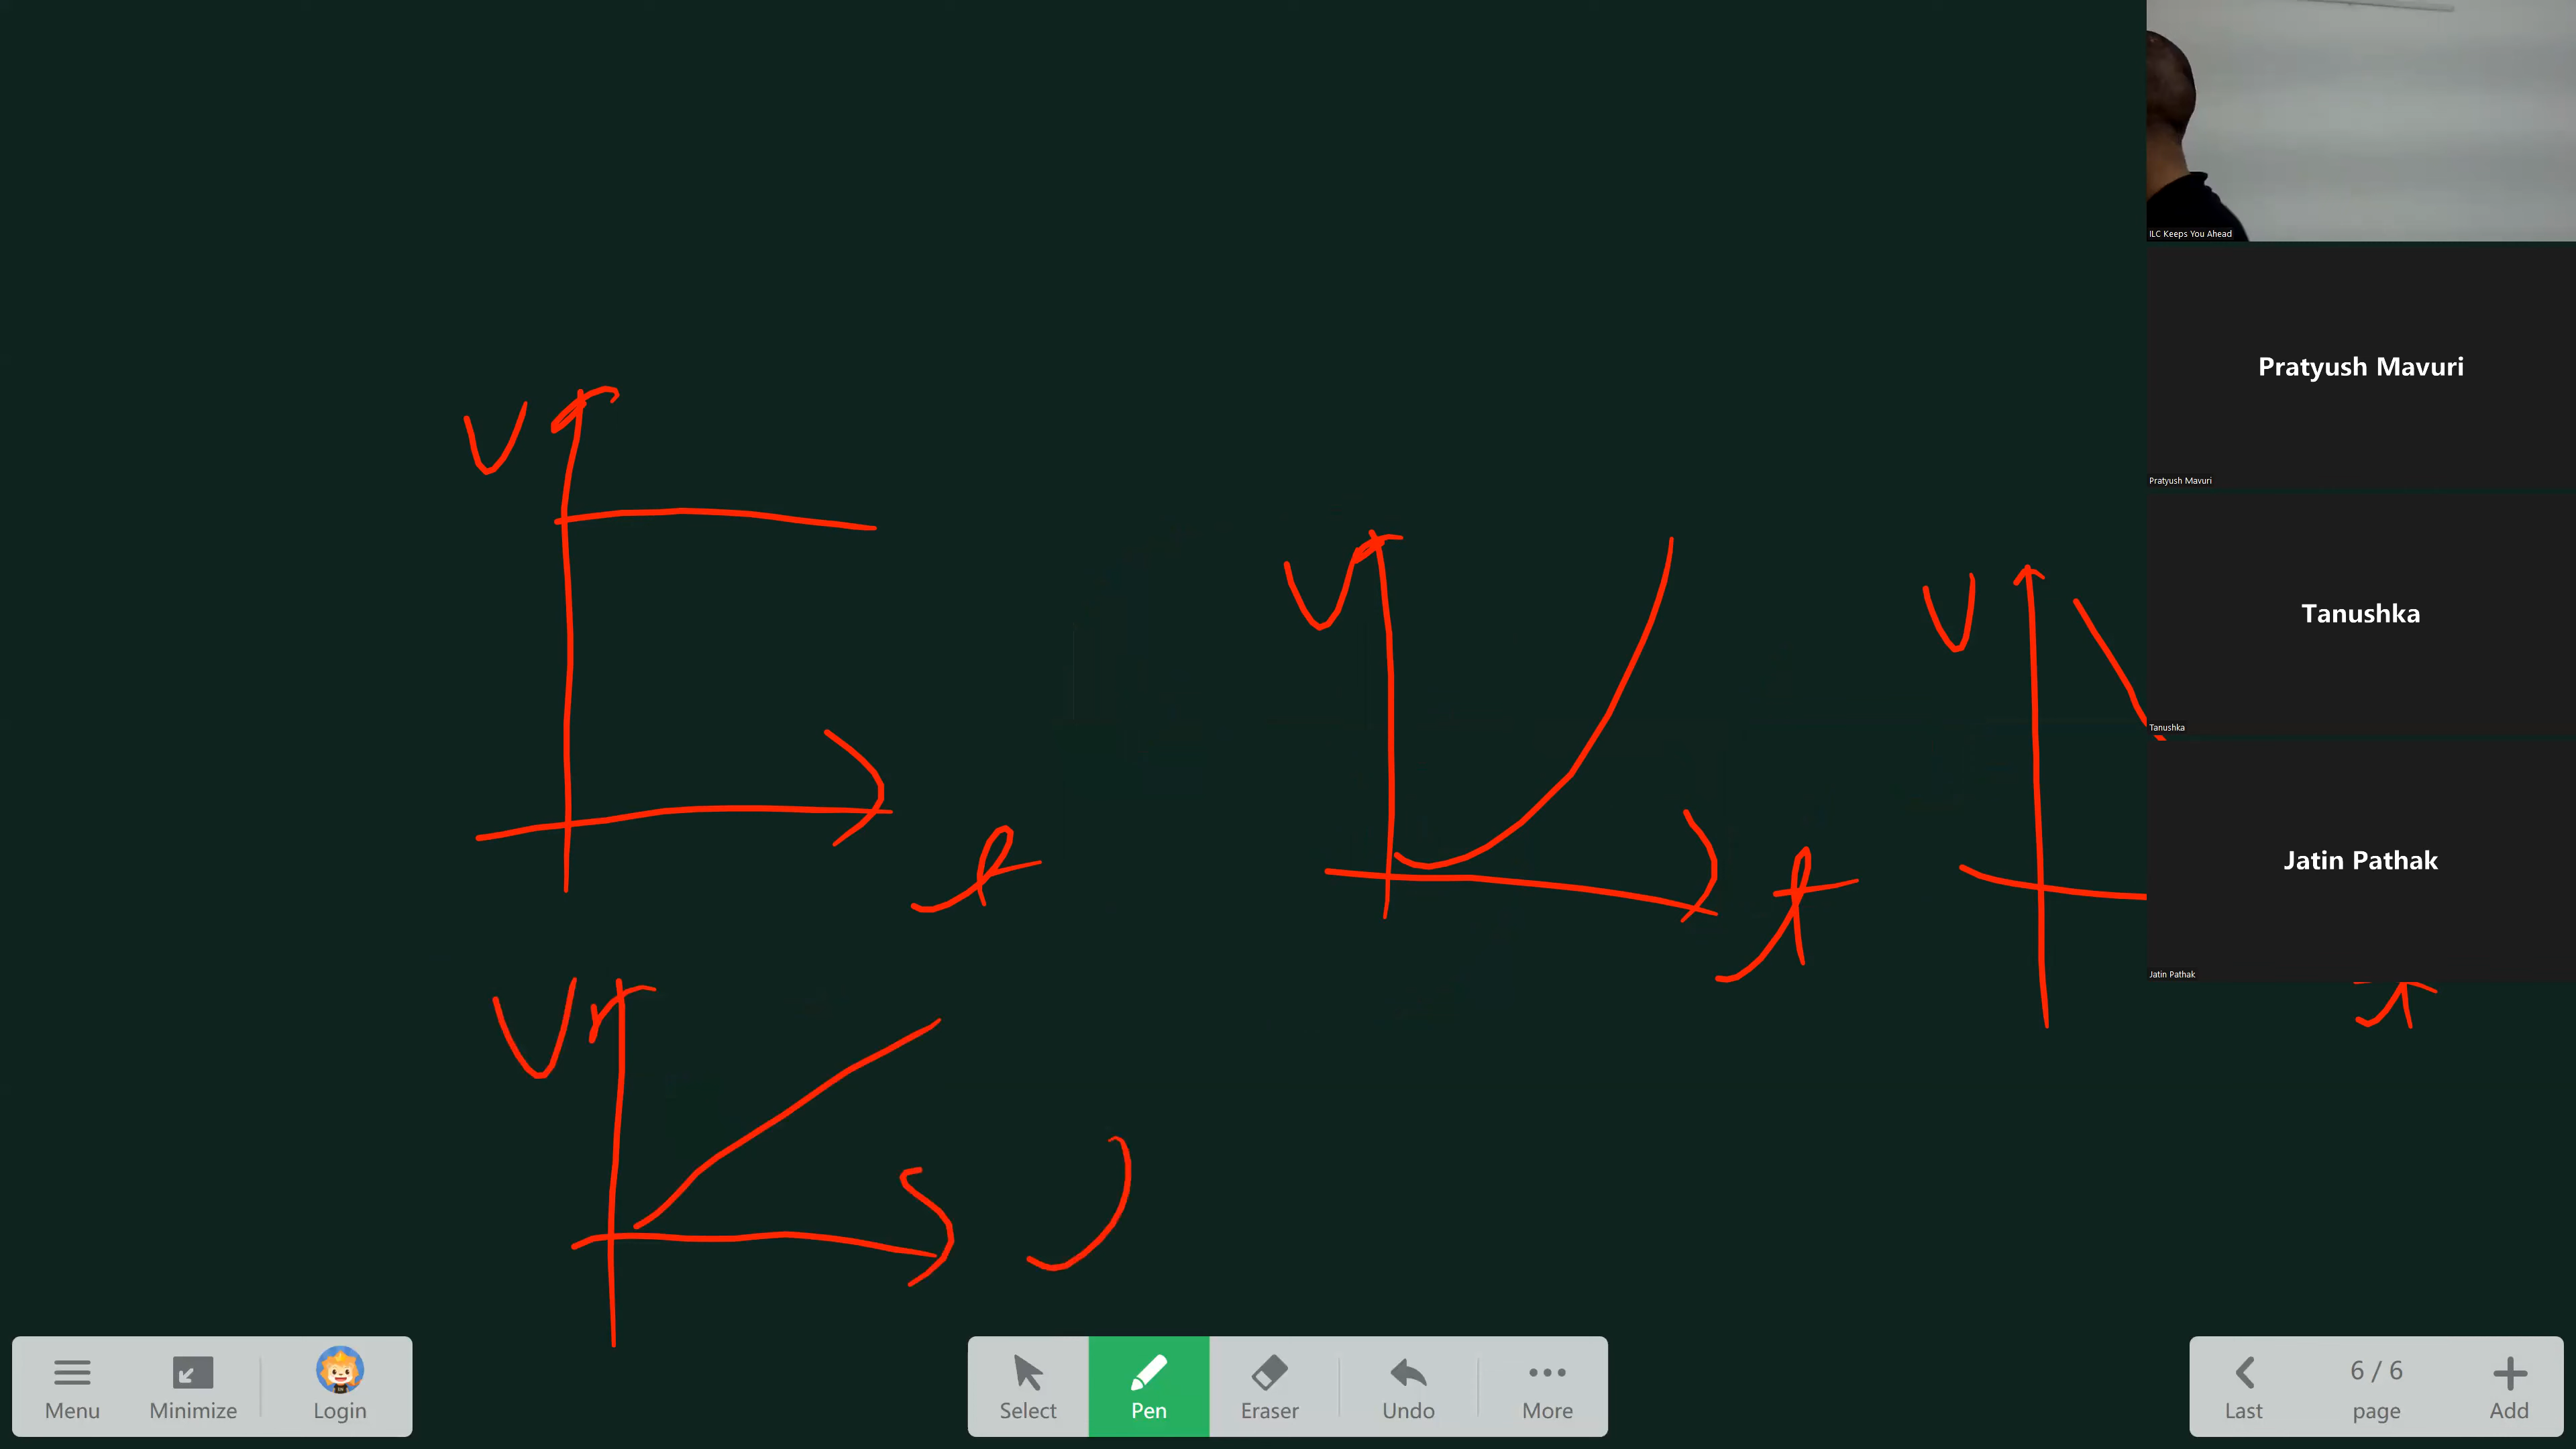 ILC Keeps You Ahead
Pratyush Mavuri
Pratyush Mavuri
V
V
V
Tanushka
Tanushka
t
t
Jatin Pathak
Jatin Pathak
t
V
Menu
Minimize
Login
Select
Pen
Eraser
Undo
More
Last
6 / 6
page
Add